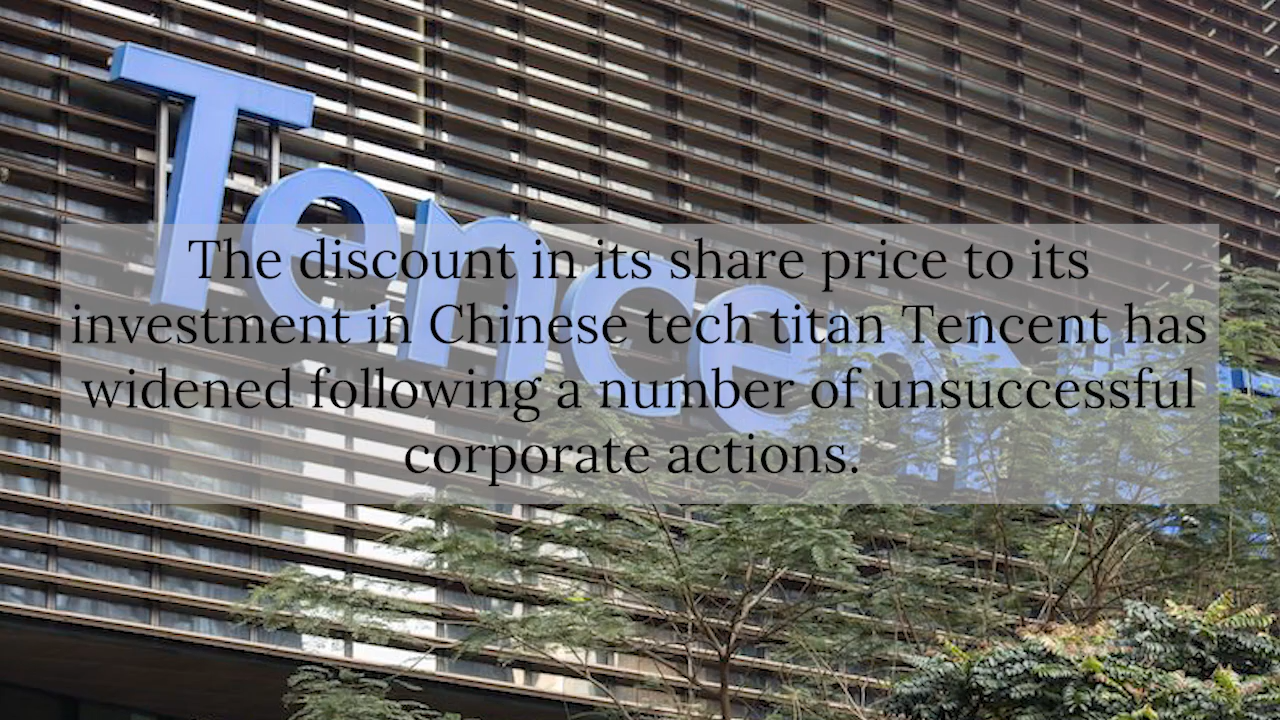 Tencent
The discount in its share price to its
investment in Chinese tech titan Tencent has
widened following a number of unsuccessful
corporate actions.